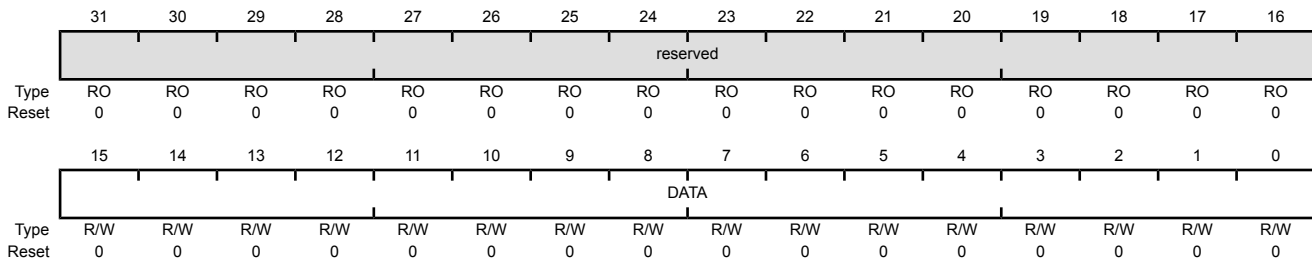 31 30 29 28 27 26 25 24 23 22 21 20 19 18 17 16
reserved
Type RO RO RO RO RO RO RO RO RO RO RO RO RO RO RO RO
Reset 0 0 0 0 0 0 0 0 0 0 0 0 0 0 0 0
15 14 13 12 11 10 9 8 7 6 5 4 3 2 1 0
DATA
Type R/W R/W R/W R/W R/W R/W R/W R/W R/W R/W R/W R/W R/W R/W R/W R/W
Reset 0 0 0 0 0 0 0 0 0 0 0 0 0 0 0 0